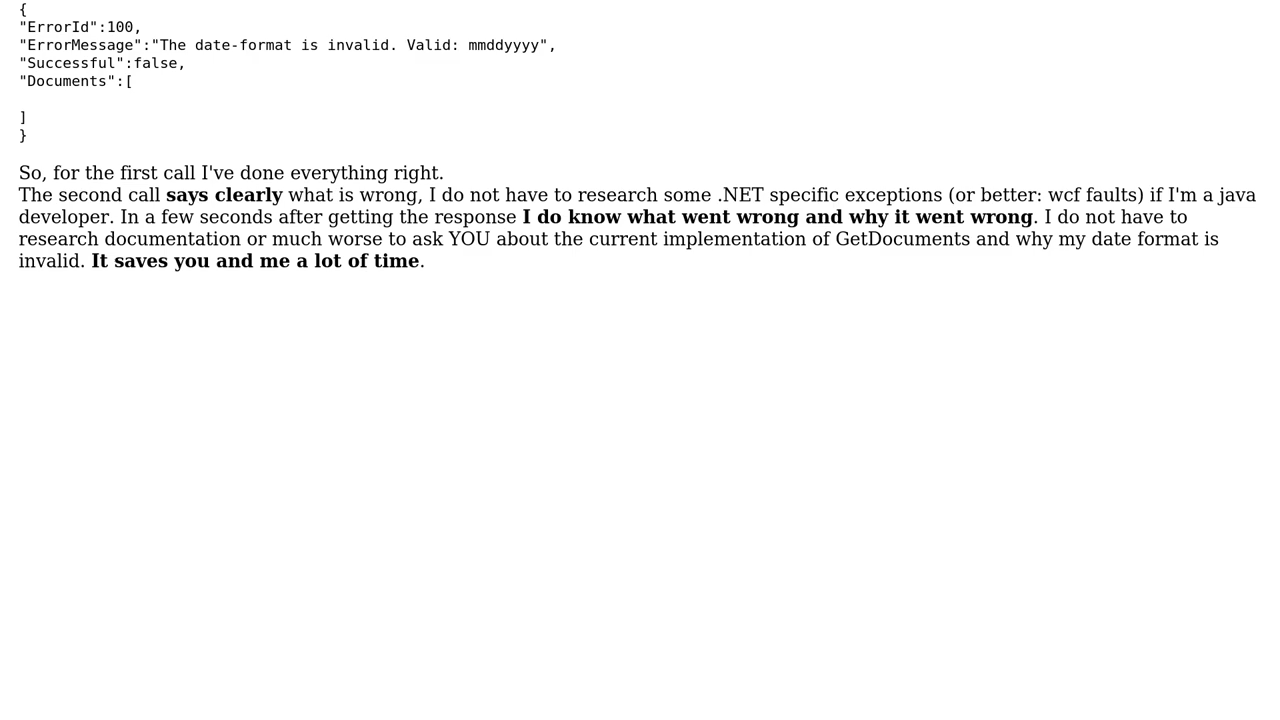 {
"ErrorId":100,
"ErrorMessage":"The date-format is invalid. Valid: mmddyyyy",
"Successful":false,
"Documents":[
]
}
So, for the first call I've done everything right.
The second call says clearly what is wrong, I do not have to research some .NET specific exceptions (or better: wcf faults) if I'm a java
developer. In a few seconds after getting the response I do know what went wrong and why it went wrong. I do not have to
research documentation or much worse to ask YOU about the current implementation of GetDocuments and why my date format is
invalid. It saves you and me a lot of time.